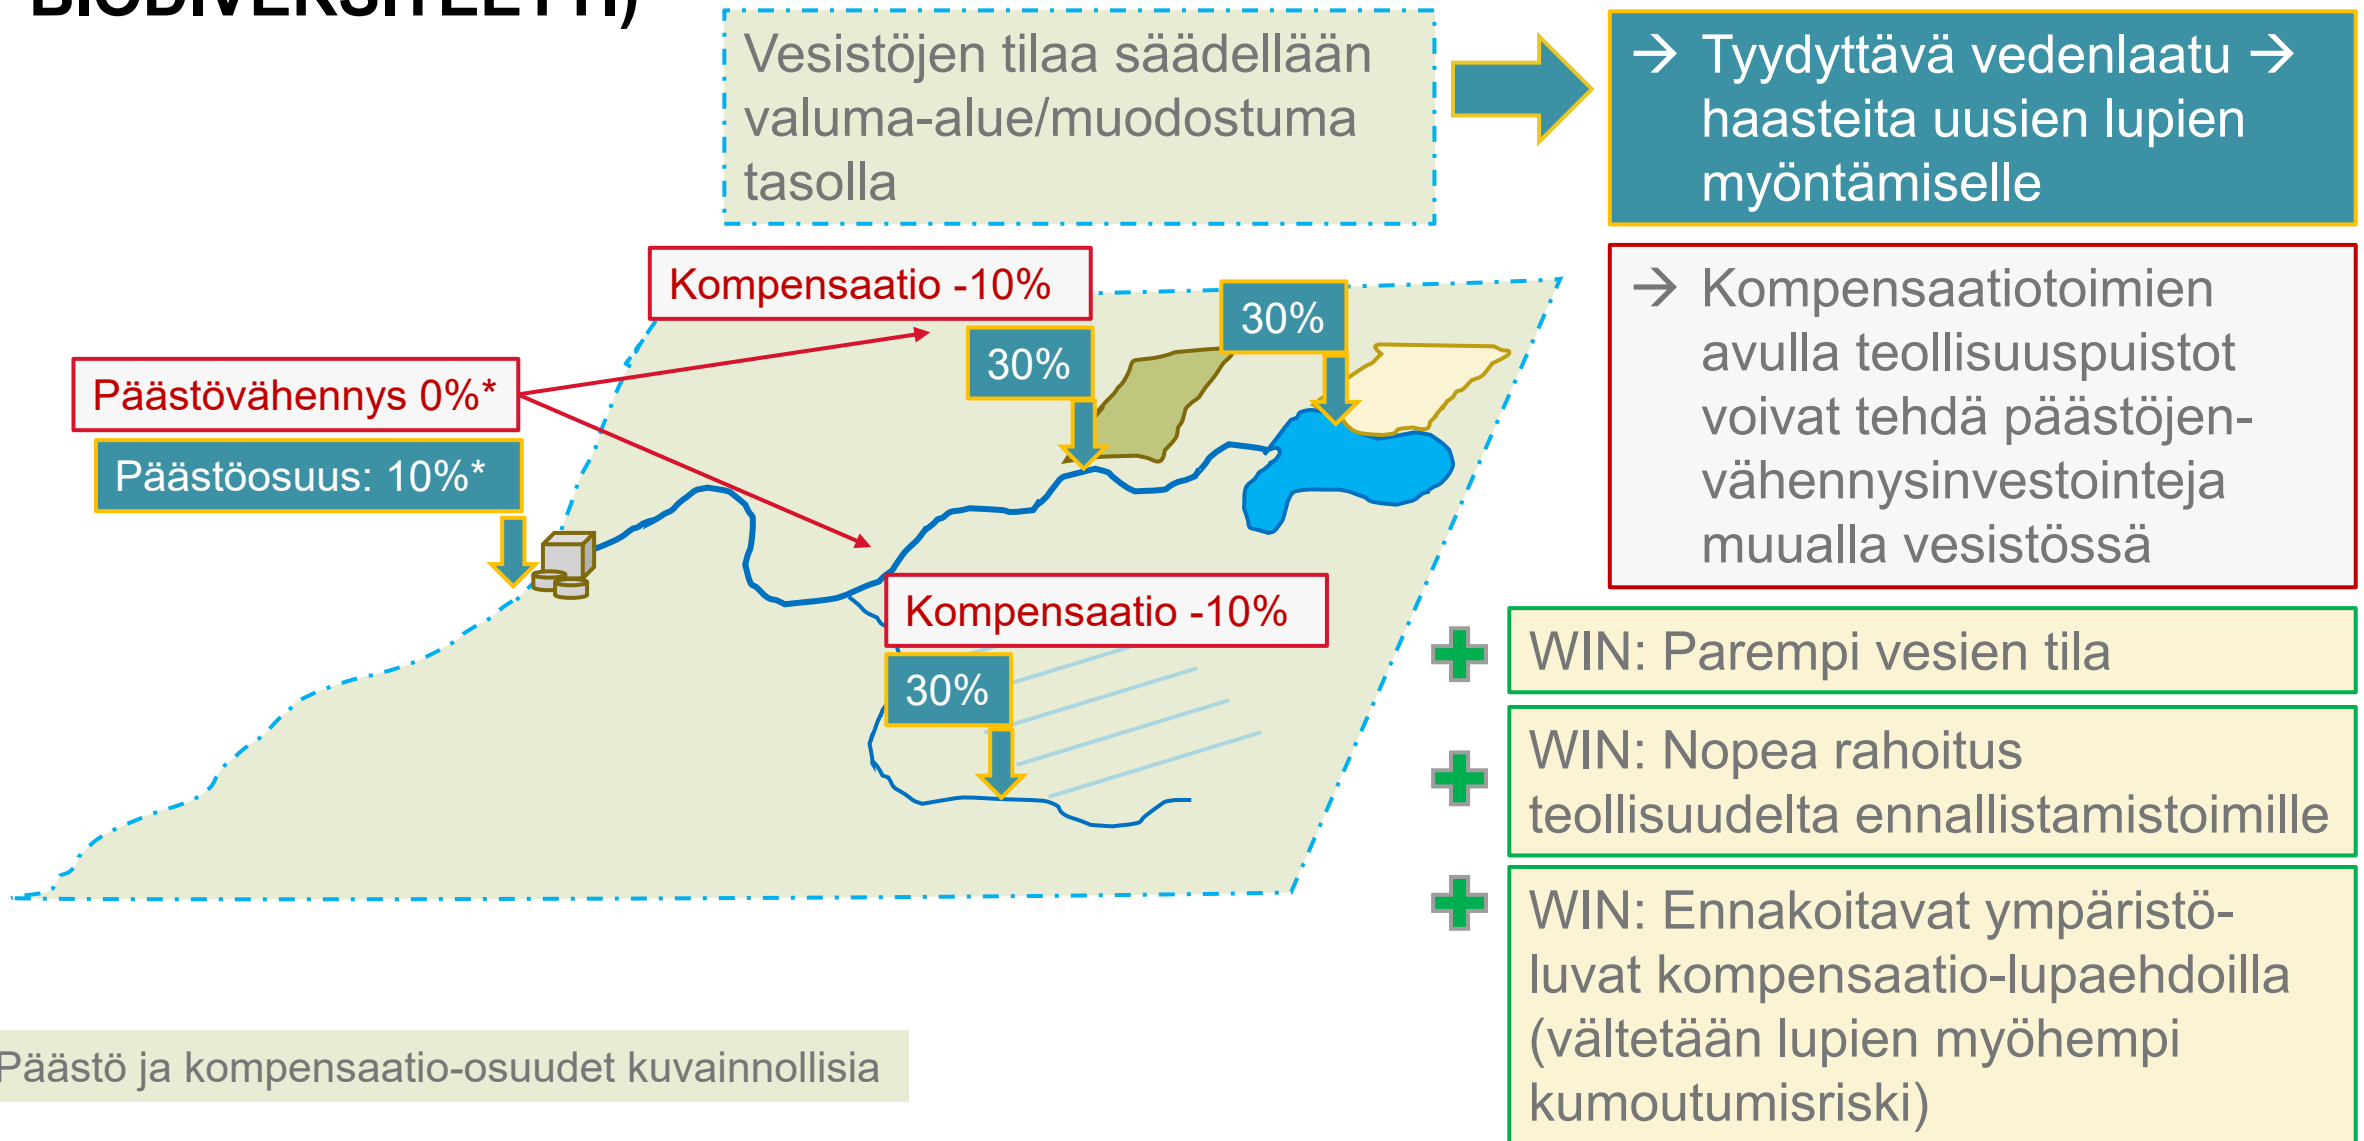 BIODIVERSITEETTI)
Vesistöjen tilaa säädellään
valuma-alue/muodostuma
tasolla
→ Tyydyttävä vedenlaatu →
haasteita uusien lupien
myöntämiselle
→ Kompensaatiotoimien
avulla teollisuuspuistot
voivat tehdä päästöjen-
vähennysinvestointeja
muualla vesistössä
Kompensaatio -10%
30%
30%
Päästövähennys 0%*
Päästöosuus: 10%*
Kompensaatio -10%
30%
WIN: Parempi vesien tila
WIN: Nopea rahoitus
teollisuudelta ennallistamistoimille
WIN: Ennakoitavat ympäristö-
luvat kompensaatio-lupaehdoilla
(vältetään lupien myöhempi
kumoutumisriski)
Päästö ja kompensaatio-osuudet kuvainnollisia